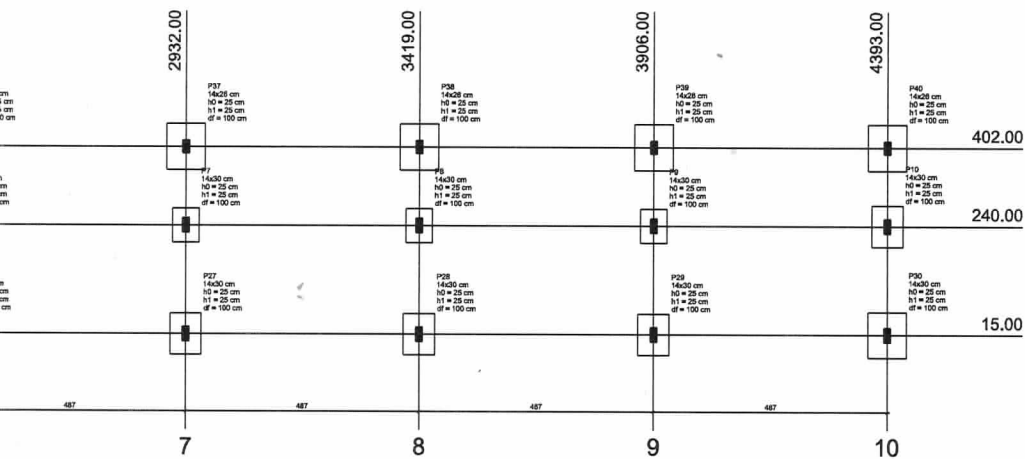 2932.00
3419.00
3906.00
4393.00
P37
14x26 cm
h0 = 25 cm
h1 = 25 cm
df = 100 cm
P38
14x26 cm
h0 = 25 cm
h1 = 25 cm
df = 100 cm
P39
14x26 cm
h0 = 25 cm
h1 = 25 cm
df = 100 cm
P40
14x26 cm
h0 = 25 cm
h1 = 25 cm
df = 100 cm
402.00
P7
14x30 cm
h0 = 25 cm
h1 = 25 cm
df = 100 cm
P8
14x30 cm
h0 = 25 cm
h1 = 25 cm
df = 100 cm
P9
14x30 cm
h0 = 25 cm
h1 = 25 cm
df = 100 cm
P10
14x30 cm
h0 = 25 cm
h1 = 25 cm
df = 100 cm
240.00
P27
14x30 cm
h0 = 25 cm
h1 = 25 cm
df = 100 cm
P28
14x30 cm
h0 = 25 cm
h1 = 25 cm
df = 100 cm
P29
14x30 cm
h0 = 25 cm
h1 = 25 cm
df = 100 cm
P30
14x30 cm
h0 = 25 cm
h1 = 25 cm
df = 100 cm
15.00
487
487
487
487
7
8
9
10